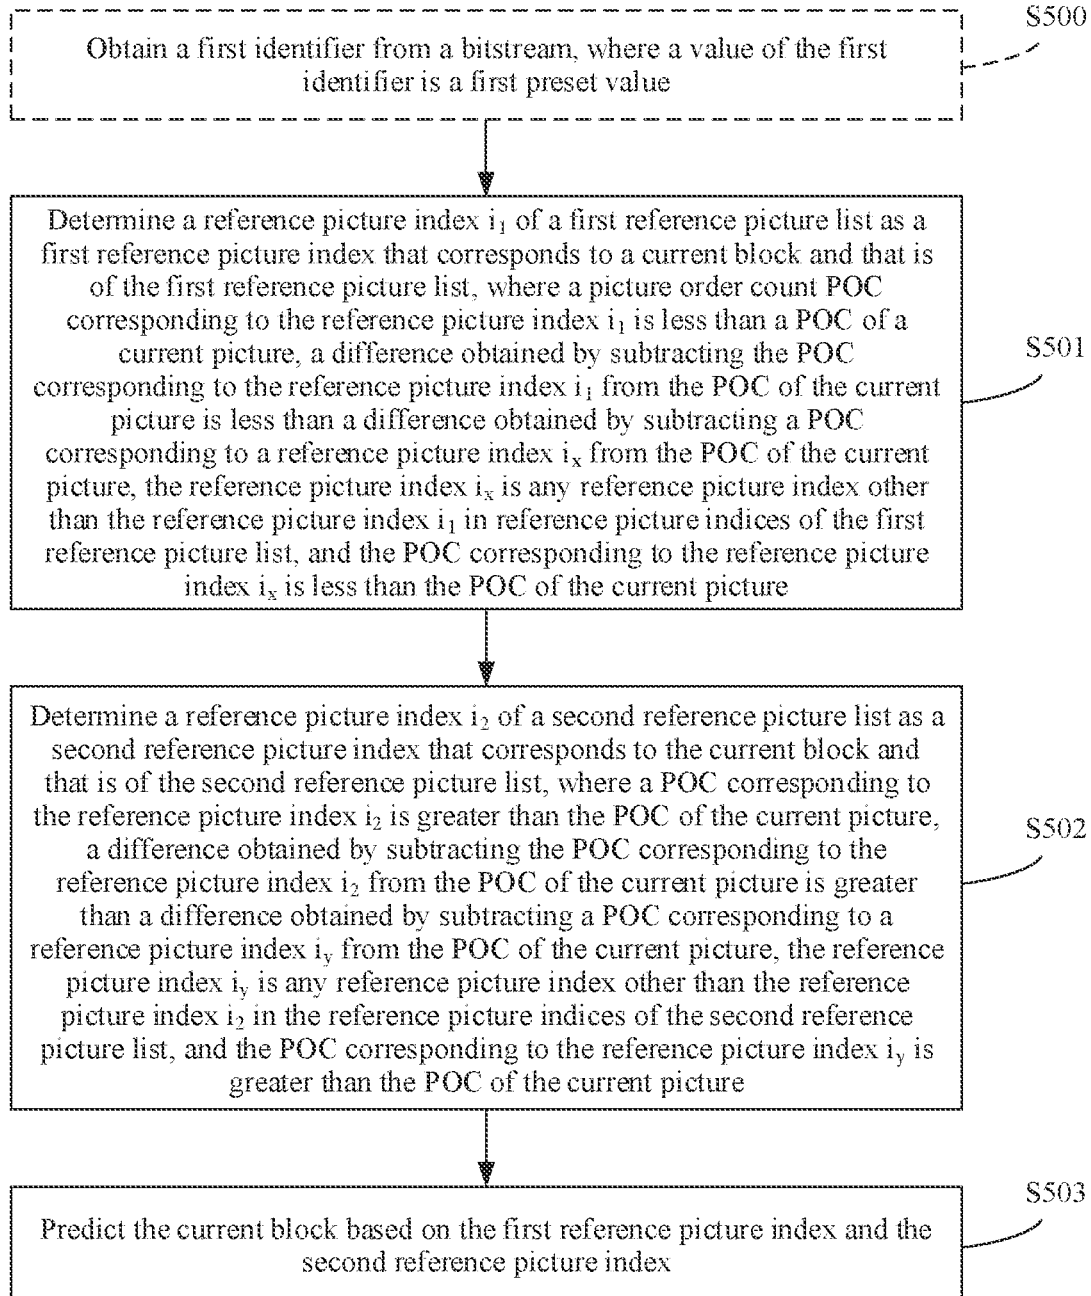 S500
Obtain a first identifier from a bitstream, where a value of the first
identifier is a first preset value
Determine a reference picture index i₁ of a first reference picture list as a
first reference picture index that corresponds to a current block and that is
of the first reference picture list, where a picture order count POC
corresponding to the reference picture index i₁ is less than a POC of a
current picture, a difference obtained by subtracting the POC
corresponding to the reference picture index i₁ from the POC of the current
picture is less than a difference obtained by subtracting a POC
corresponding to a reference picture index iₓ from the POC of the current
picture, the reference picture index iₓ is any reference picture index other
than the reference picture index i₁ in reference picture indices of the first
reference picture list, and the POC corresponding to the reference picture
index iₓ is less than the POC of the current picture
S501
Determine a reference picture index i₂ of a second reference picture list as a
second reference picture index that corresponds to the current block and
that is of the second reference picture list, where a POC corresponding to
the reference picture index i₂ is greater than the POC of the current picture,
a difference obtained by subtracting the POC corresponding to the
reference picture index i₂ from the POC of the current picture is greater
than a difference obtained by subtracting a POC corresponding to a
reference picture index i_y from the POC of the current picture, the reference
picture index i_y is any reference picture index other than the reference
picture index i₂ in the reference picture indices of the second reference
picture list, and the POC corresponding to the reference picture index i_y is
greater than the POC of the current picture
S502
S503
Predict the current block based on the first reference picture index and the
second reference picture index